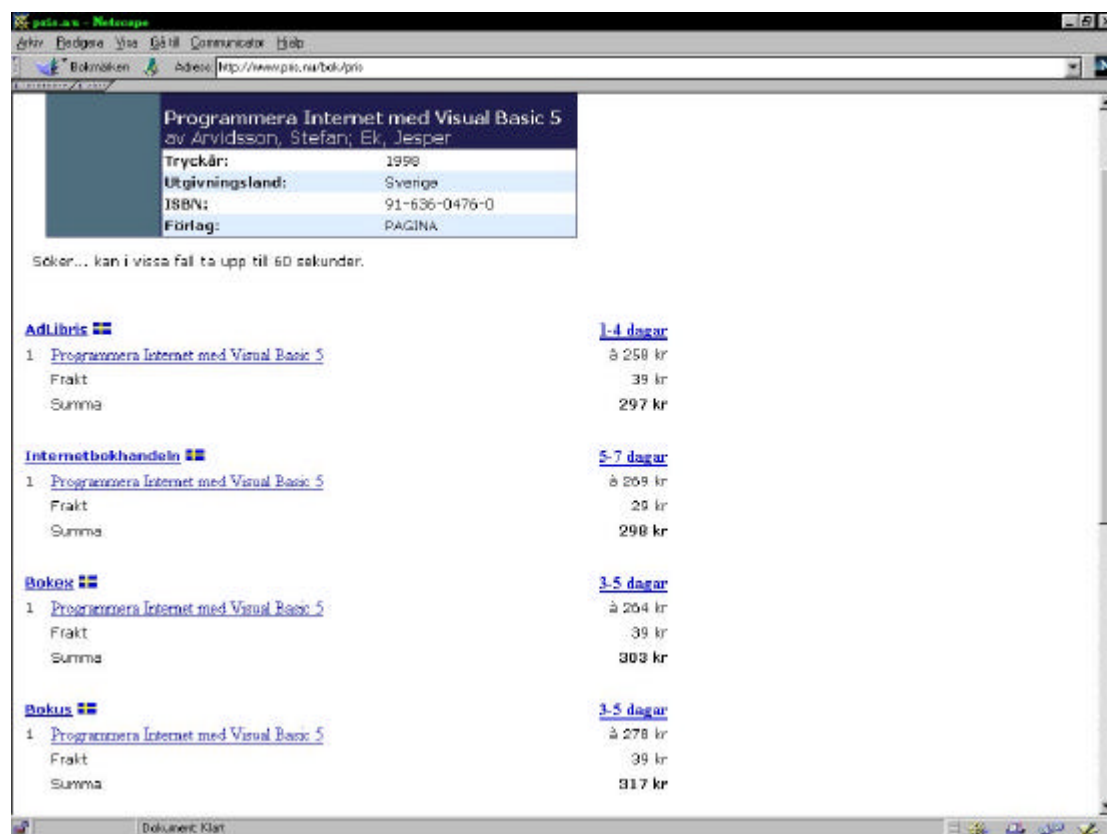 pris.nu - Netscape
Arkiv Redigera Visa Gå till Communicator Hjälp
Bokmärken Adress: http://www.pris.nu/bok/pris
Programmera Internet med Visual Basic 5
av Arvidsson, Stefan; Ek, Jesper
Tryckår: 1998
Utgivningsland: Sverige
ISBN: 91-636-0476-0
Förlag: PAGINA
Söker... kan i vissa fall ta upp till 60 sekunder.
AdLibris 1-4 dagar
1 Programmera Internet med Visual Basic 5 à 258 kr
Frakt 39 kr
Summa 297 kr
Internetbokhandeln 5-7 dagar
1 Programmera Internet med Visual Basic 5 à 269 kr
Frakt 29 kr
Summa 298 kr
Bokex 3-5 dagar
1 Programmera Internet med Visual Basic 5 à 264 kr
Frakt 39 kr
Summa 303 kr
Bokus 3-5 dagar
1 Programmera Internet med Visual Basic 5 à 278 kr
Frakt 39 kr
Summa 317 kr
Dokument: Klart